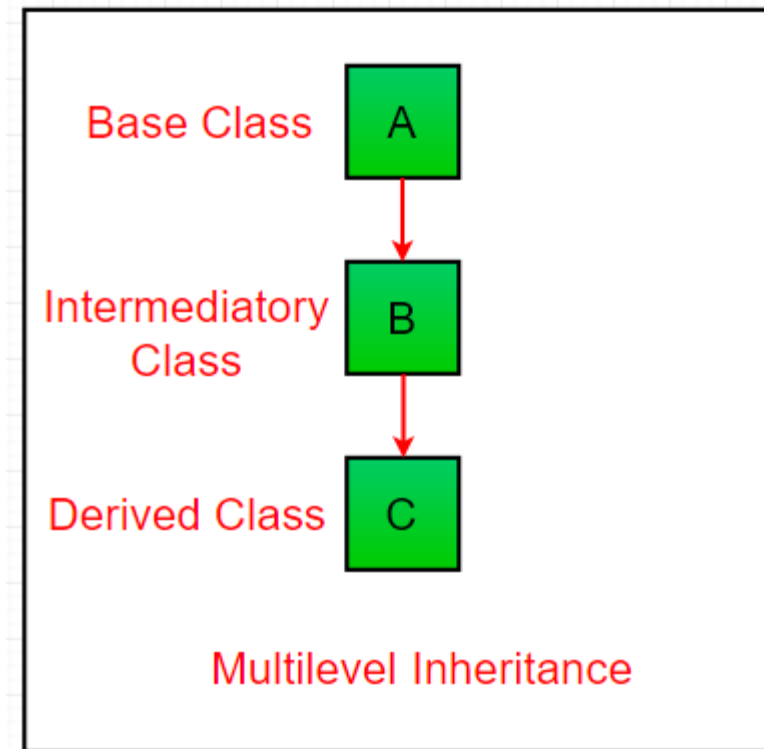 Base Class
A
Intermediatory
Class
B
Derived Class
C
Multilevel Inheritance